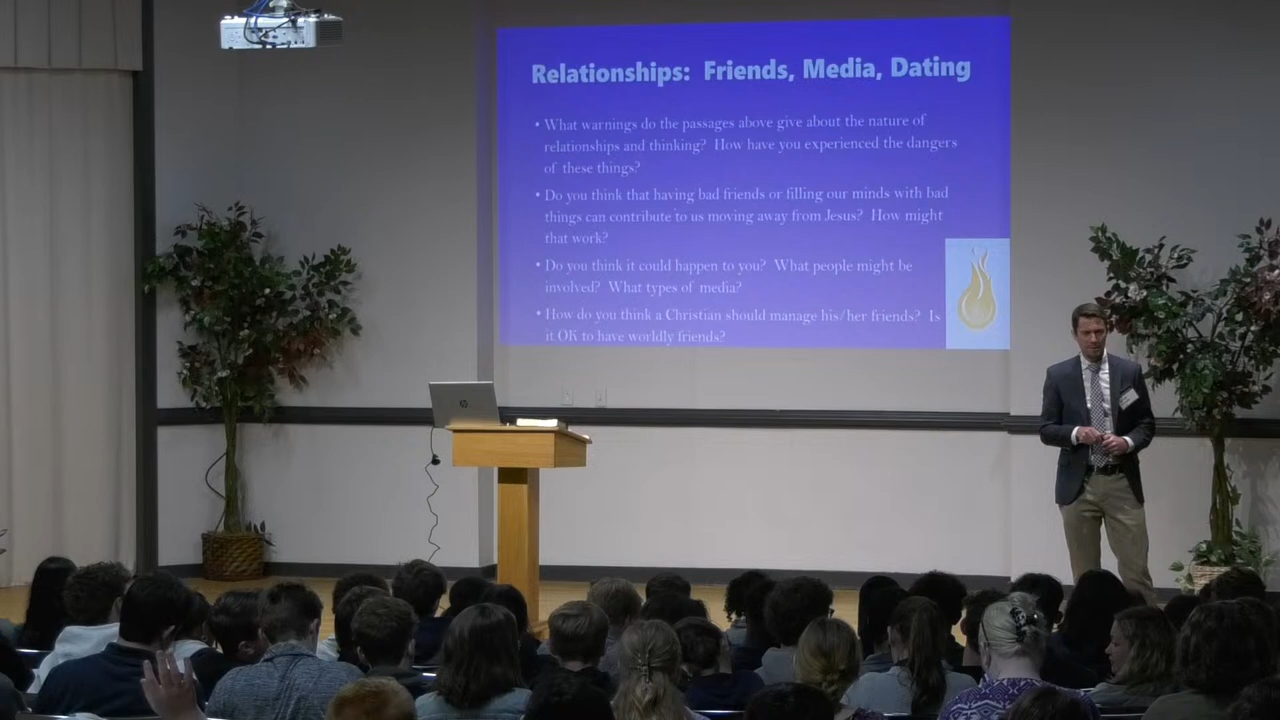 Relationships: Friends, Media, Dating
• What warnings do the passages above give about the nature of
relationships and thinking? How have you experienced the dangers
of these things?
• Do you think that having bad friends or filling our minds with bad
things can contribute to us moving away from Jesus? How might
that work?
• Do you think it could happen to you? What people might be
involved? What types of media?
• How do you think a Christian should manage his/her friends? Is
it OK to have worldly friends?
hp